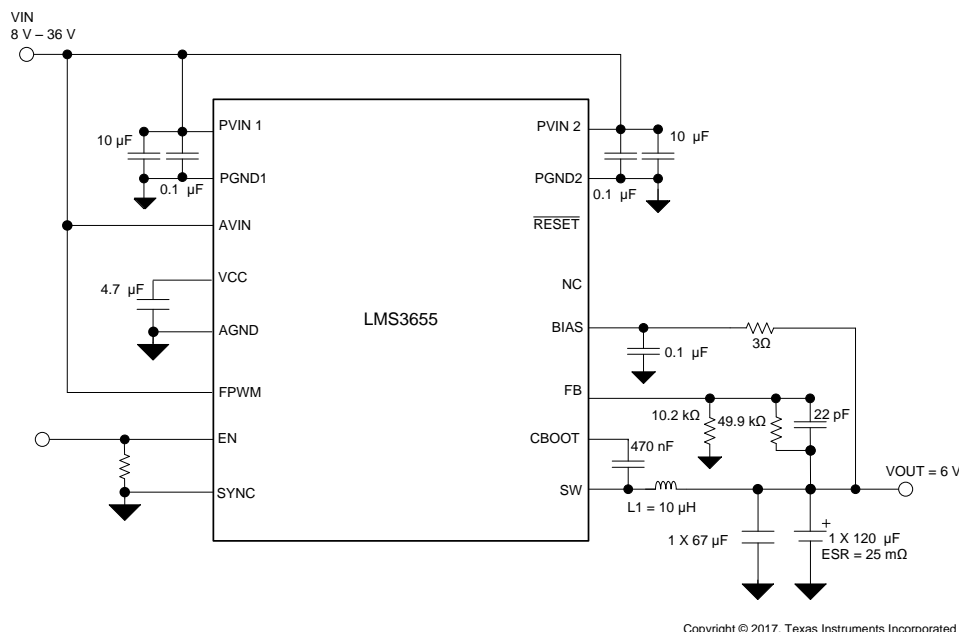 VIN
8 V – 36 V
PVIN 1
PVIN 2
10 µF
10 µF
PGND1
PGND2
0.1 µF
0.1 µF
AVIN
RESET
VCC
NC
4.7 µF
LMS3655
AGND
BIAS
3Ω
0.1 µF
FPWM
FB
10.2 kΩ
49.9 kΩ
22 pF
EN
CBOOT
470 nF
VOUT = 6 V
SYNC
SW
L1 = 10 µH
+
1 X 67 µF
1 X 120 µF
ESR = 25 mΩ
Copyright © 2017, Texas Instruments Incorporated